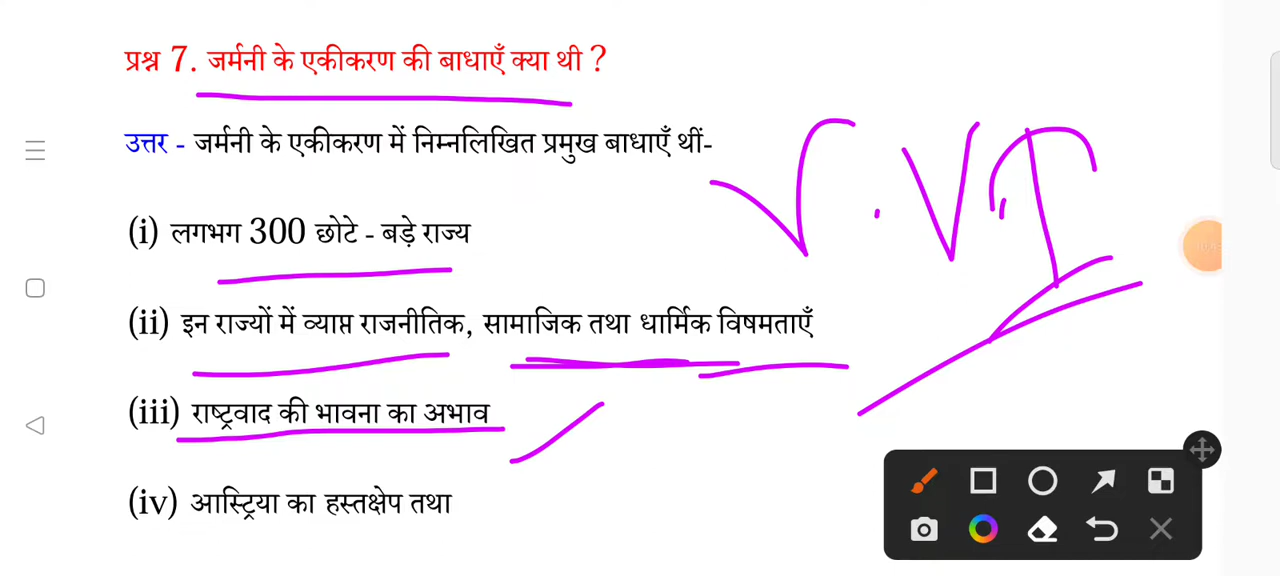 प्रश्न 7. जर्मनी के एकीकरण की बाधाएँ क्या थी ?
उत्तर - जर्मनी के एकीकरण में निम्नलिखित प्रमुख बाधाएँ थीं-
V.V.I
(i) लगभग 300 छोटे - बड़े राज्य
(ii) इन राज्यों में व्याप्त राजनीतिक, सामाजिक तथा धार्मिक विषमताएँ
(iii) राष्ट्रवाद की भावना का अभाव
(iv) आस्ट्रिया का हस्तक्षेप तथा